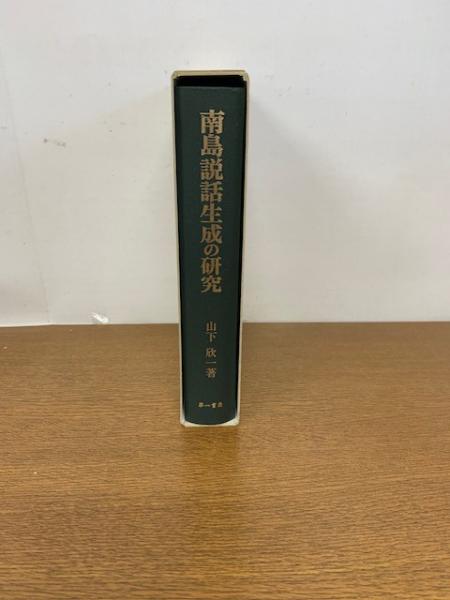 南島説話生成の研究
山下欣一著
第一書房